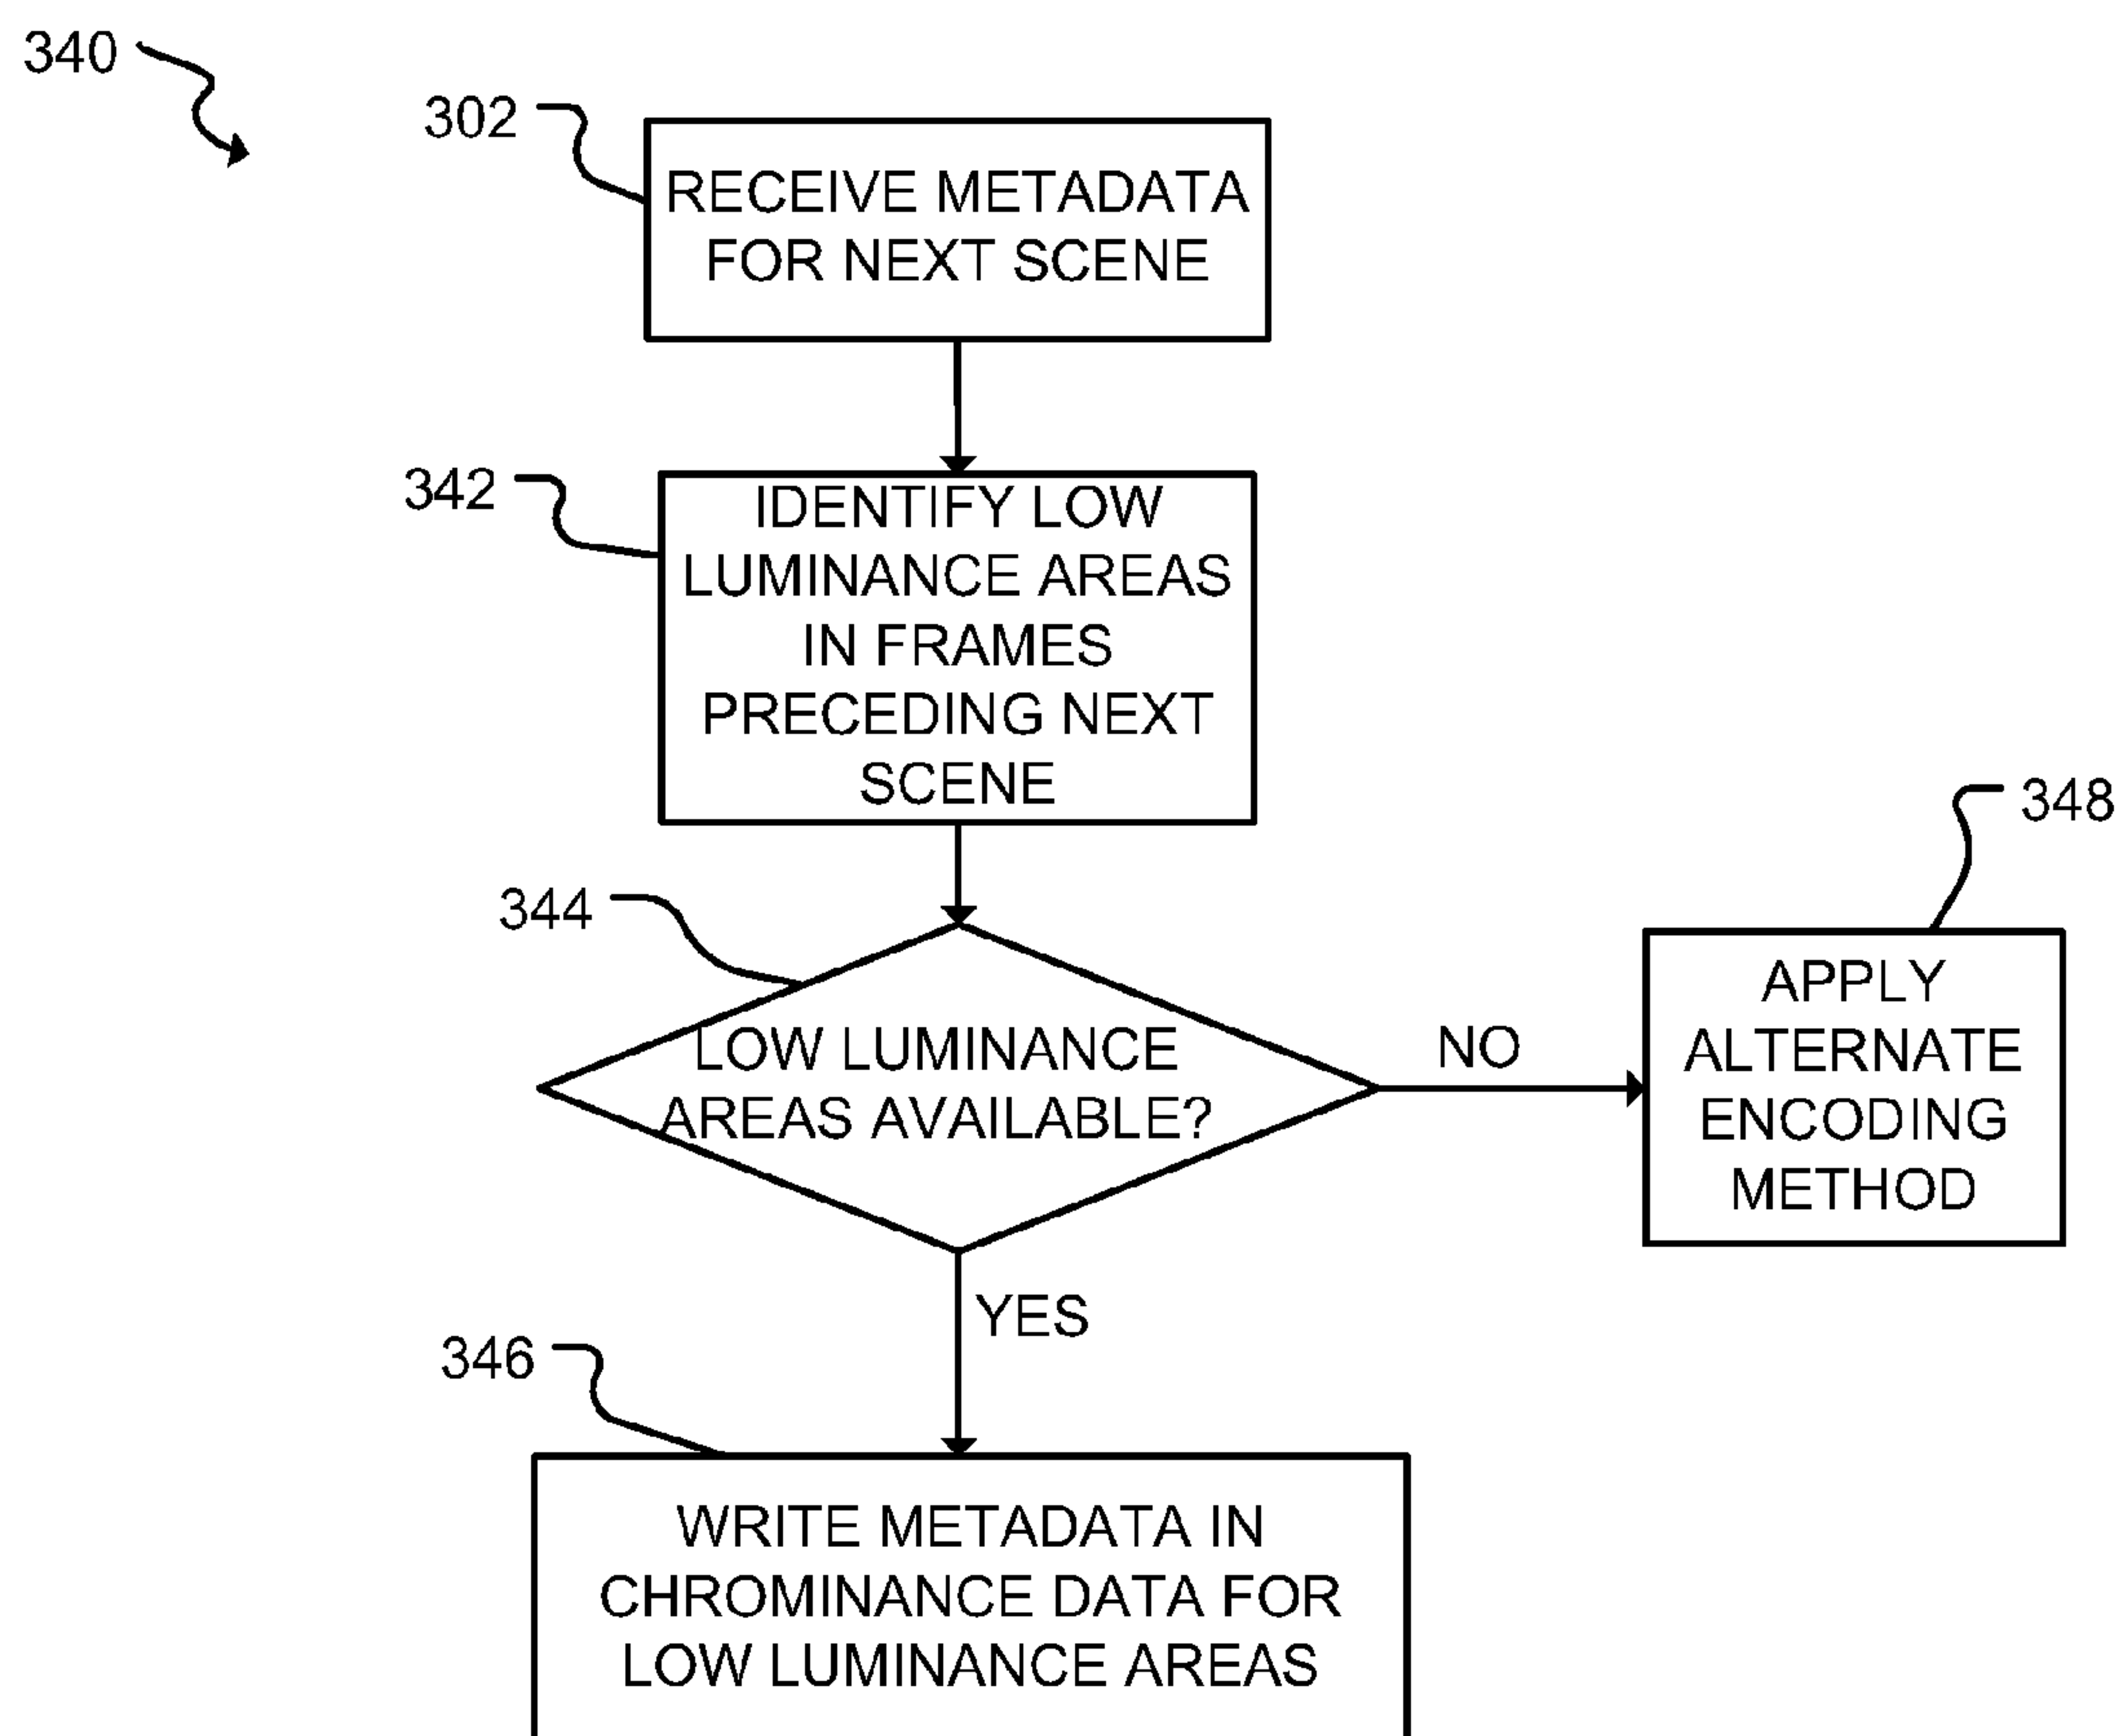 340
302
RECEIVE METADATA
FOR NEXT SCENE
342
IDENTIFY LOW
LUMINANCE AREAS
IN FRAMES
PRECEDING NEXT
SCENE
348
344
LOW LUMINANCE
AREAS AVAILABLE?
NO
APPLY
ALTERNATE
ENCODING
METHOD
YES
346
WRITE METADATA IN
CHROMINANCE DATA FOR
LOW LUMINANCE AREAS